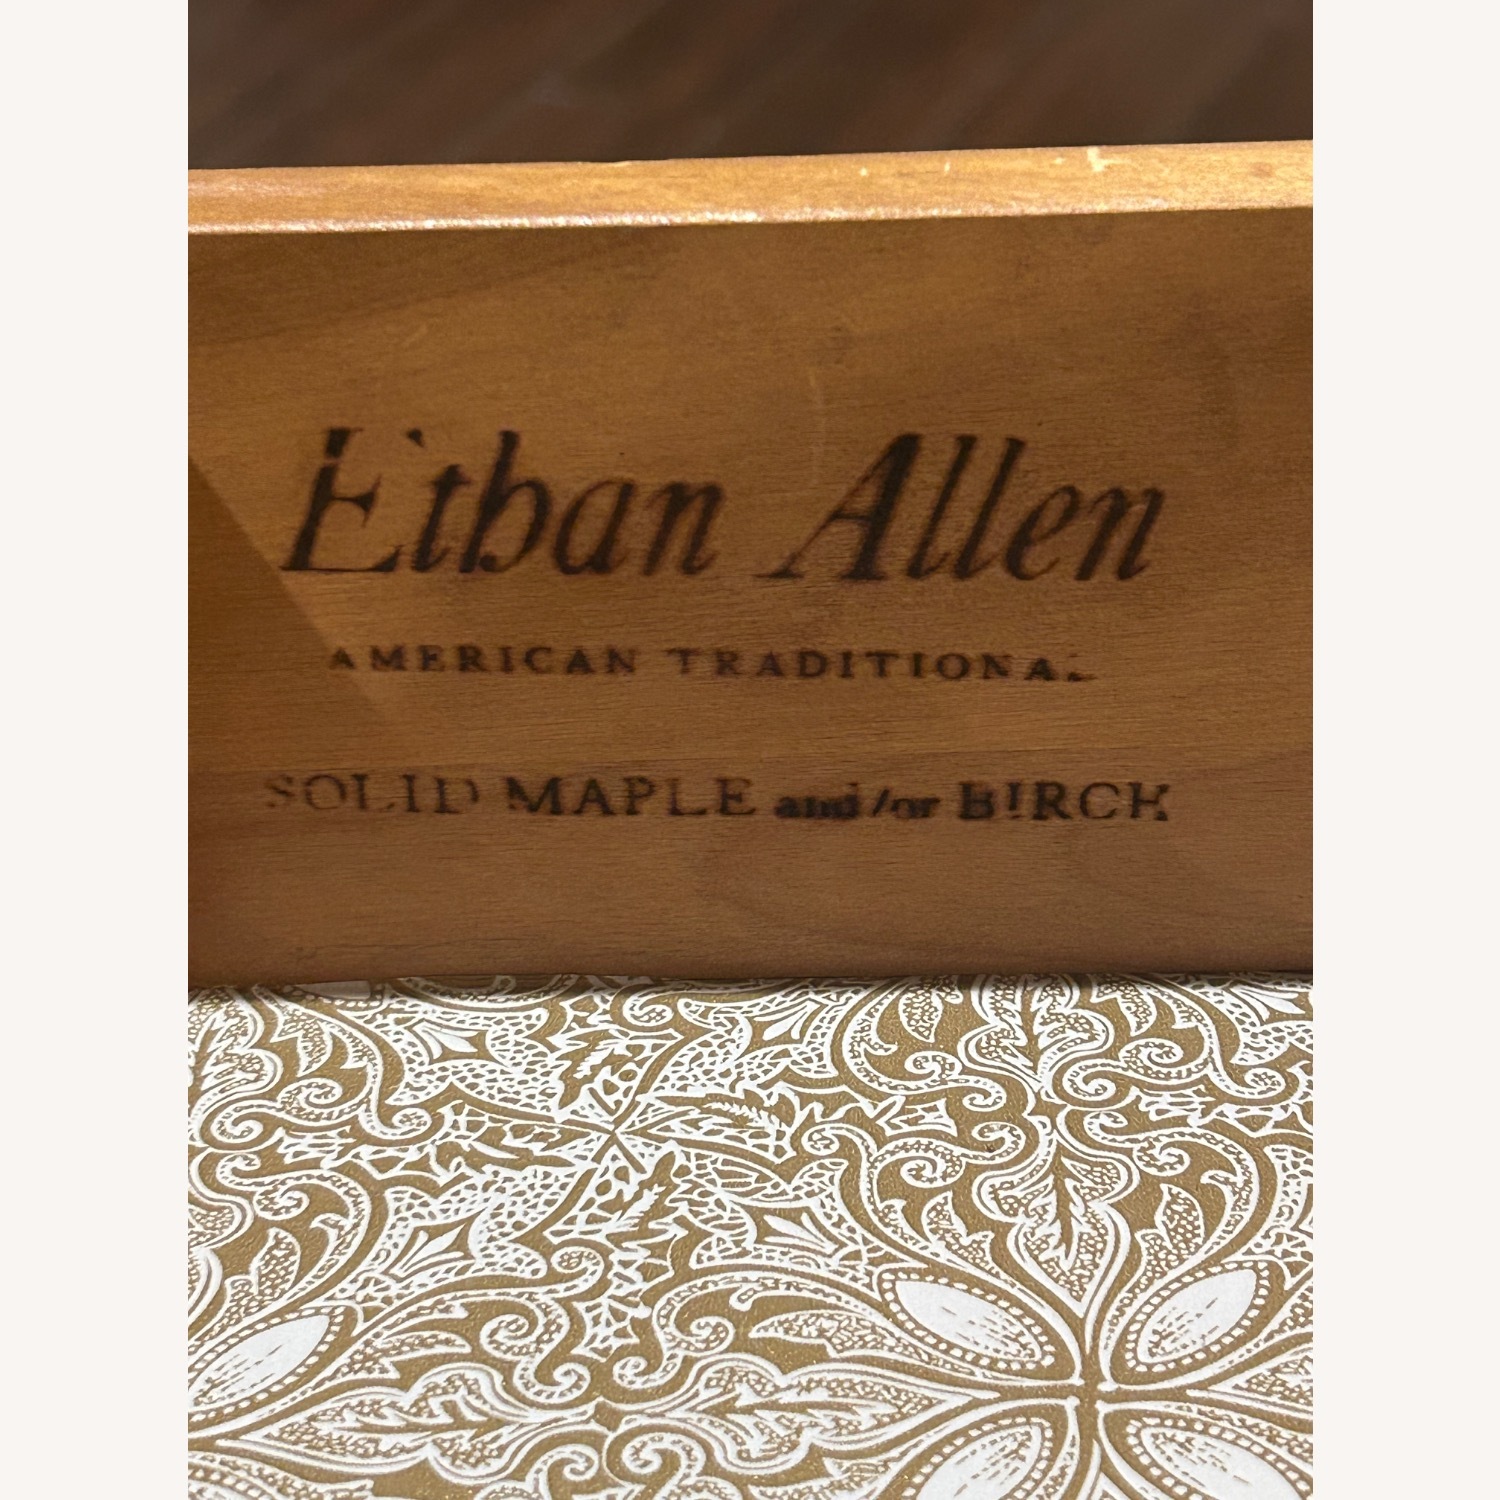 Ethan Allen
AMERICAN TRADITIONAL
SOLID MAPLE and/or BIRCH